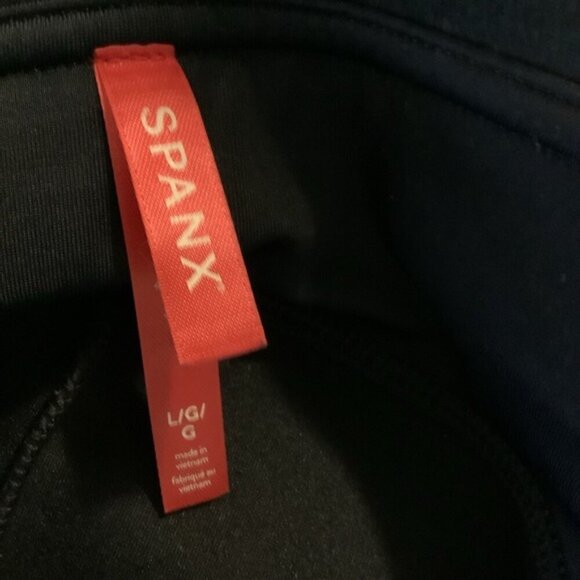 SPANX
L/G/
G
made in
vietnam
fabriqué au
vietnam